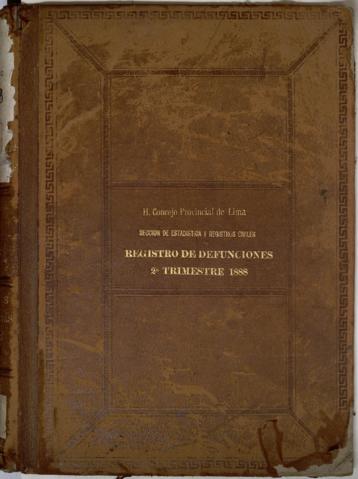 H. Concejo Provincial de Lima
SECCION DE ESTADISTICA Y REGISTROS CIVILES
REGISTRO DE DEFUNCIONES
2º TRIMESTRE 1888